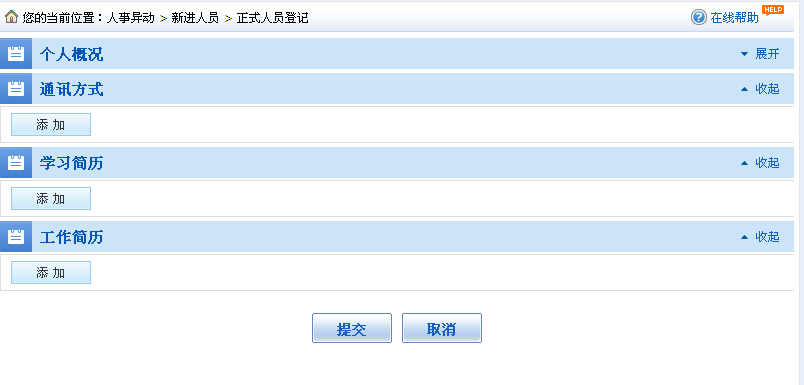 您的当前位置：人事异动 > 新进人员 > 正式人员登记
在线帮助 HELP
个人概况 展开
通讯方式 收起
添 加
学习简历 收起
添 加
工作简历 收起
添 加
提交 取消